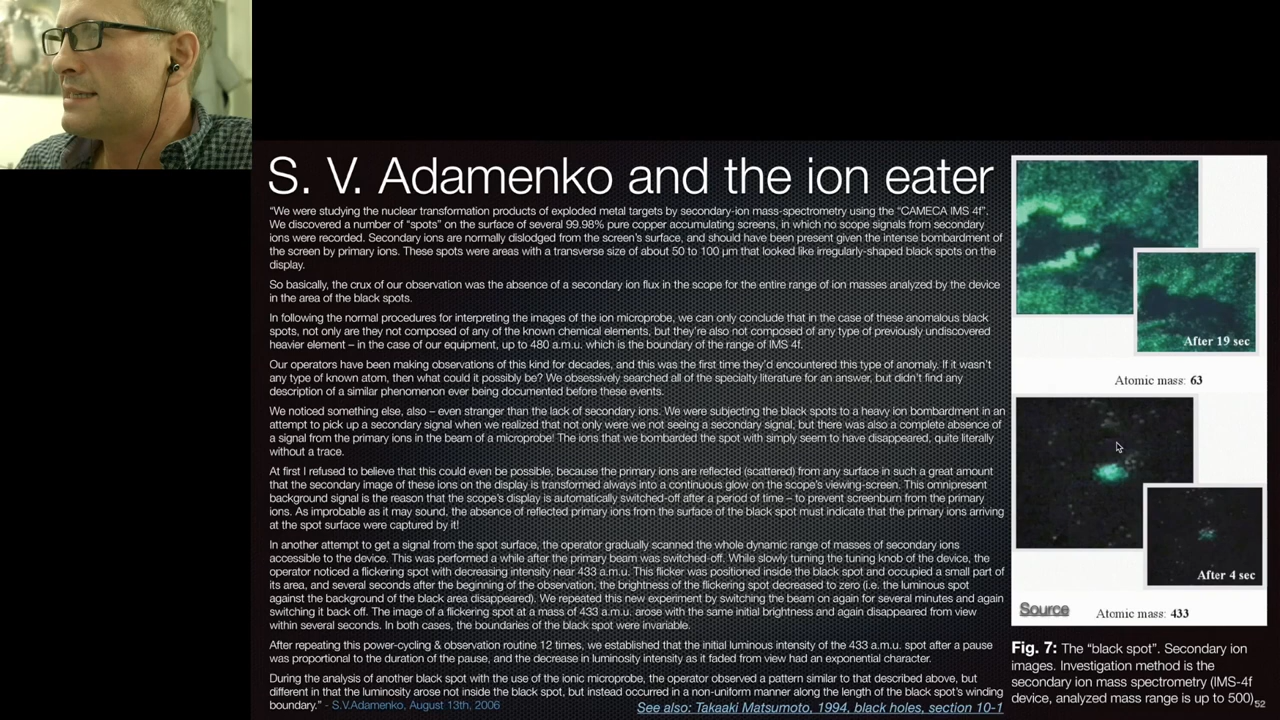 S. V. Adamenko and the ion eater
"We were studying the nuclear transformation products of exploded metal targets by secondary-ion mass-spectrometry using the "CAMECA IMS 4f".
We discovered a number of "spots" on the surface of several 99.98% pure copper accumulating screens, in which no scope signals from secondary
ions were recorded. Secondary ions are normally dislodged from the screen's surface, and should have been present given the intense bombardment of
the screen by primary ions. These spots were areas with a transverse size of about 50 to 100 µm that looked like irregularly-shaped black spots on the
display.
So basically, the crux of our observation was the absence of a secondary ion flux in the scope for the entire range of ion masses analyzed by the device
in the area of the black spots.
In following the normal procedures for interpreting the images of the ion microprobe, we can only conclude that in the case of these anomalous black
spots, not only are they not composed of any of the known chemical elements, but they're also not composed of any type of previously undiscovered
heavier element – in the case of our equipment, up to 480 a.m.u. which is the boundary of the range of IMS 4f.
Our operators have been making observations of this kind for decades, and this was the first time they'd encountered this type of anomaly. If it wasn't
any type of known atom, then what could it possibly be? We obsessively searched all of the specialty literature for an answer, but didn't find any
description of a similar phenomenon ever being documented before these events.
We noticed something else, also – even stranger than the lack of secondary ions. We were subjecting the black spots to a heavy ion bombardment in an
attempt to pick up a secondary signal when we realized that not only were we not seeing a secondary signal, but there was also a complete absence of
a signal from the primary ions in the beam of a microprobe! The ions that we bombarded the spot with simply seem to have disappeared, quite literally
without a trace.
At first I refused to believe that this could even be possible, because the primary ions are reflected (scattered) from any surface in such a great amount
that the secondary image of these ions on the display is transformed always into a continuous glow on the scope's viewing-screen. This omnipresent
background signal is the reason that the scope's display is automatically switched-off after a period of time – to prevent screenburn from the primary
ions. As improbable as it may sound, the absence of reflected primary ions from the surface of the black spot must indicate that the primary ions arriving
at the spot surface were captured by it!
In another attempt to get a signal from the spot surface, the operator gradually scanned the whole dynamic range of masses of secondary ions
accessible to the device. This was performed a while after the primary beam was switched-off. While slowly turning the tuning knob of the device, the
operator noticed a flickering spot with decreasing intensity near 433 a.m.u. This flicker was positioned inside the black spot and occupied a small part of
its area, and several seconds after the beginning of the observation, the brightness of the flickering spot decreased to zero (i.e. the luminous spot
against the background of the black area disappeared). We repeated this new experiment by switching the beam on again for several minutes and again
switching it back off. The image of a flickering spot at a mass of 433 a.m.u. arose with the same initial brightness and again disappeared from view
within several seconds. In both cases, the boundaries of the black spot were invariable.
After repeating this power-cycling & observation routine 12 times, we established that the initial luminous intensity of the 433 a.m.u. spot after a pause
was proportional to the duration of the pause, and the decrease in luminosity intensity as it faded from view had an exponential character.
During the analysis of another black spot with the use of the ionic microprobe, the operator observed a pattern similar to that described above, but
different in that the luminosity arose not inside the black spot, but instead occurred in a non-uniform manner along the length of the black spot's winding
boundary." - S.V.Adamenko, August 13th, 2006
See also: Takaaki Matsumoto, 1994, black holes, section 10-1
After 19 sec
Atomic mass: 63
After 4 sec
Source
Atomic mass: 433
Fig. 7: The "black spot". Secondary ion
images. Investigation method is the
secondary ion mass spectrometry (IMS-4f
device, analyzed mass range is up to 500).
52